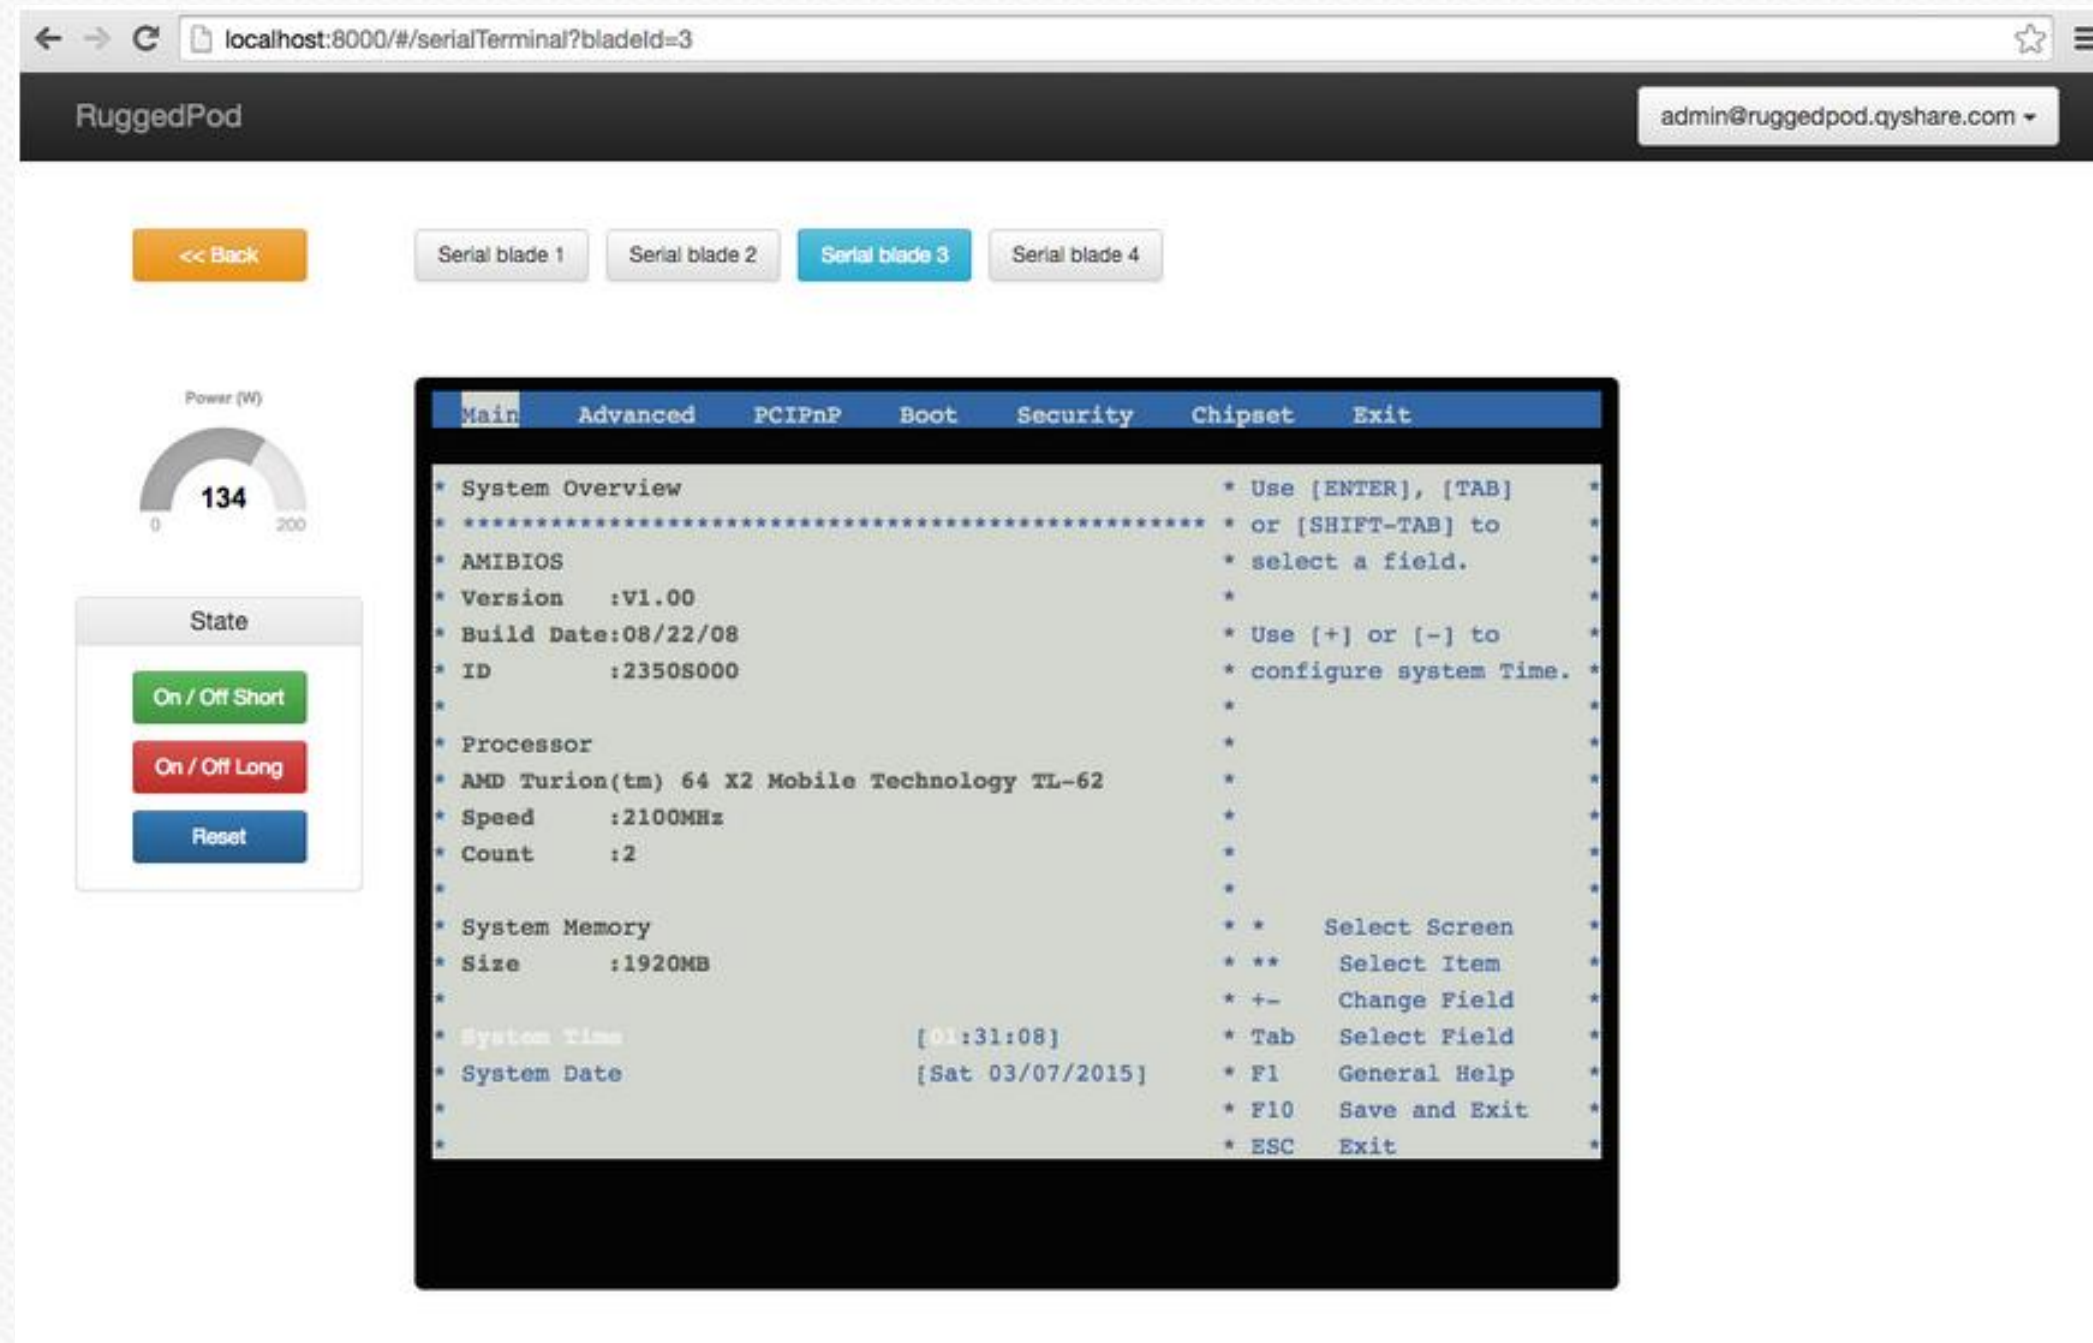 localhost:8000/#/serialTerminal?bladeId=3
RuggedPod
admin@ruggedpod.qyshare.com
<< Back
Serial blade 1
Serial blade 2
Serial blade 3
Serial blade 4
Power (W)
134
0
200
State
On / Off Short
On / Off Long
Reset
Main Advanced PCIPnP Boot Security Chipset Exit
* System Overview * Use [ENTER], [TAB] *
* *************************************************** * or [SHIFT-TAB] to *
* AMIBIOS * select a field. *
* Version :V1.00 * *
* Build Date:08/22/08 * Use [+] or [-] to *
* ID :2350S000 * configure system Time. *
* * *
* Processor * *
* AMD Turion(tm) 64 X2 Mobile Technology TL-62 * *
* Speed :2100MHz * *
* Count :2 * *
* * *
* System Memory * * Select Screen *
* Size :1920MB * ** Select Item *
* * +- Change Field *
* System Time [01:31:08] * Tab Select Field *
* System Date [Sat 03/07/2015] * F1 General Help *
* * F10 Save and Exit *
* * ESC Exit *